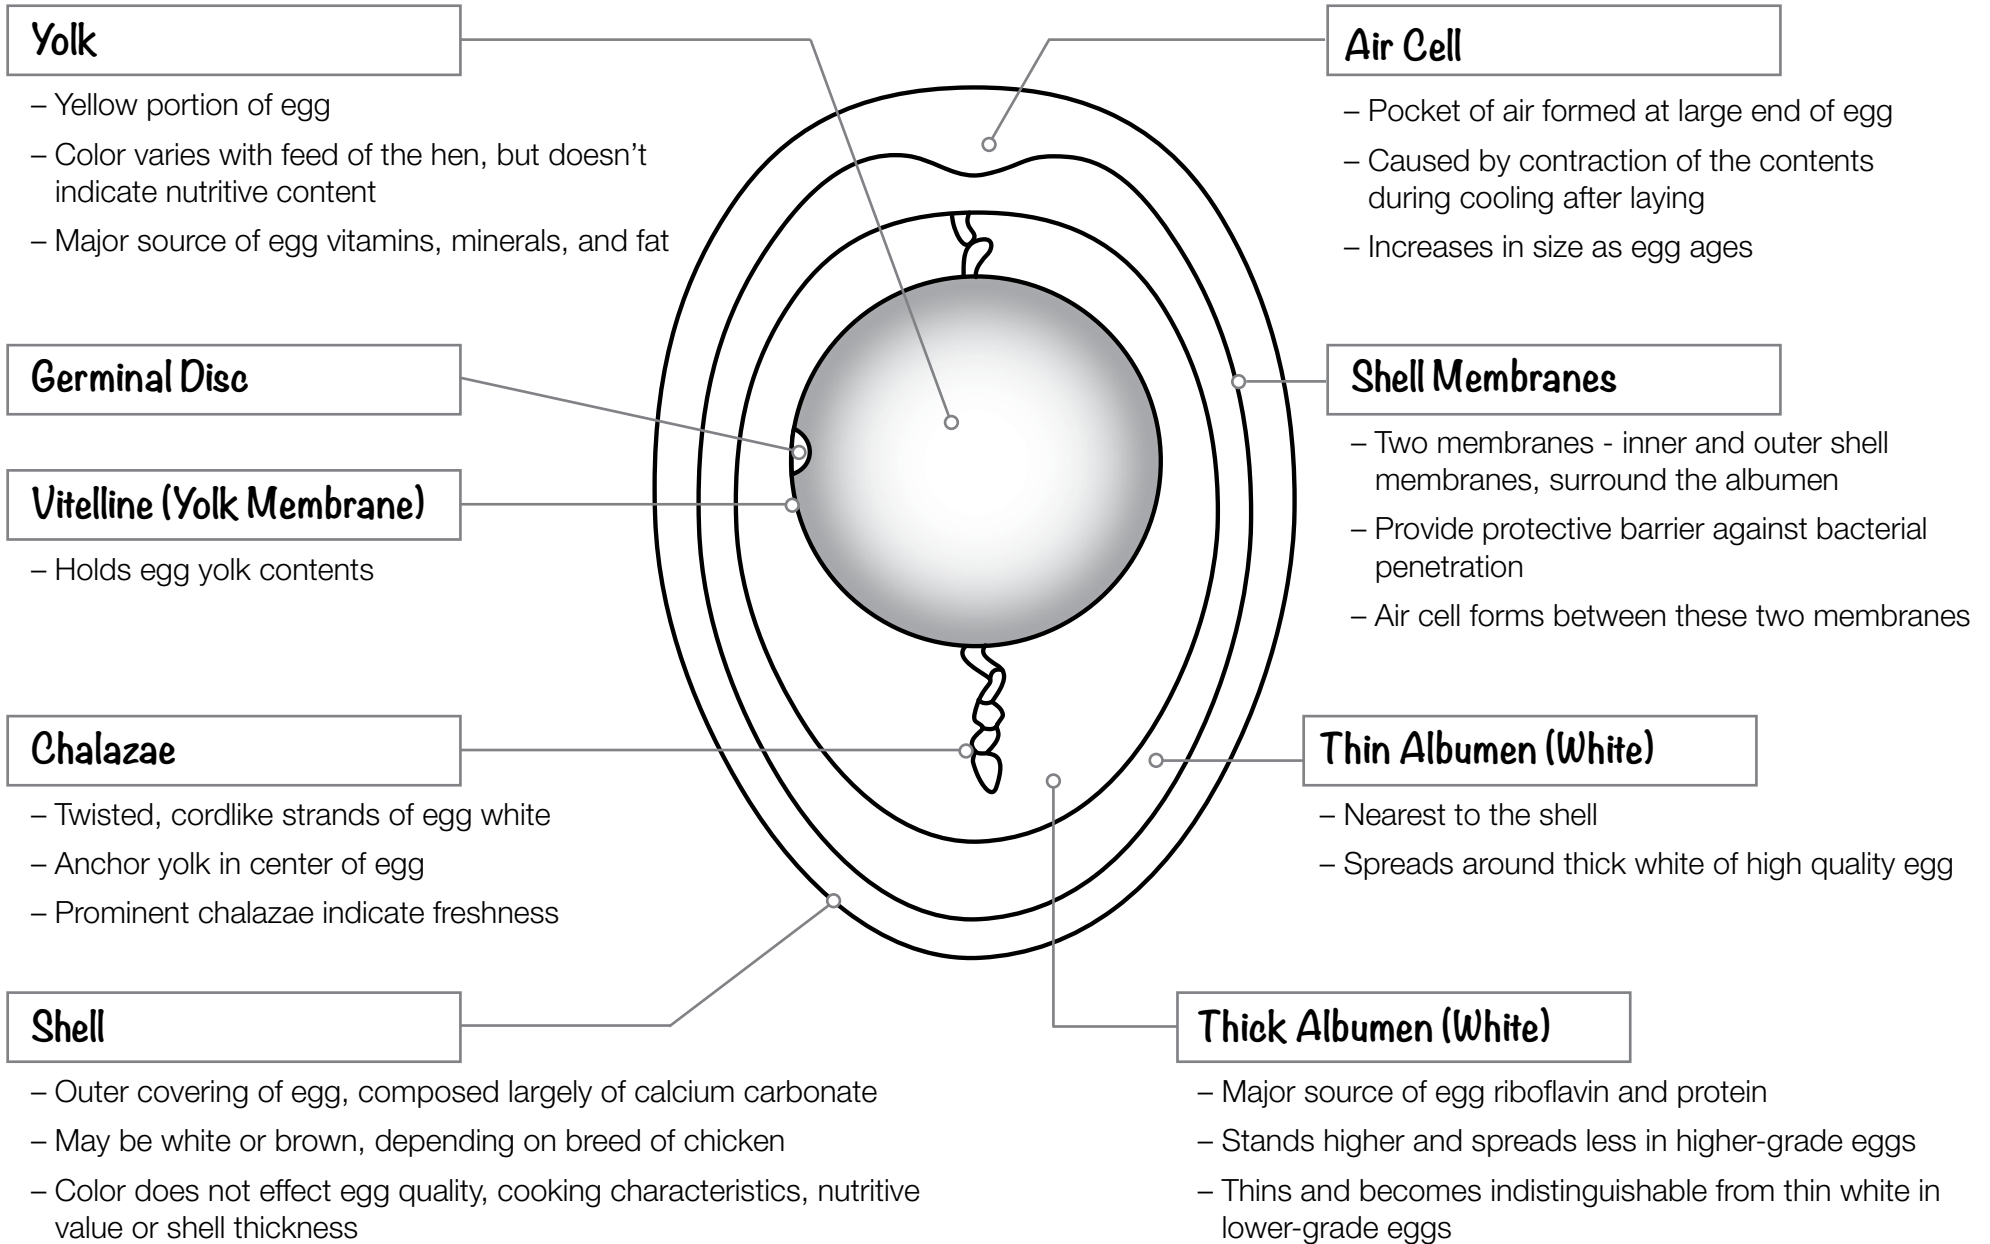 Yolk
– Yellow portion of egg
– Color varies with feed of the hen, but doesn’t
indicate nutritive content
– Major source of egg vitamins, minerals, and fat
Germinal Disc
Vitelline (Yolk Membrane)
– Holds egg yolk contents
Chalazae
– Twisted, cordlike strands of egg white
– Anchor yolk in center of egg
– Prominent chalazae indicate freshness
Shell
– Outer covering of egg, composed largely of calcium carbonate
– May be white or brown, depending on breed of chicken
– Color does not effect egg quality, cooking characteristics, nutritive
value or shell thickness
Air Cell
– Pocket of air formed at large end of egg
– Caused by contraction of the contents
during cooling after laying
– Increases in size as egg ages
Shell Membranes
– Two membranes - inner and outer shell
membranes, surround the albumen
– Provide protective barrier against bacterial
penetration
– Air cell forms between these two membranes
Thin Albumen (White)
– Nearest to the shell
– Spreads around thick white of high quality egg
Thick Albumen (White)
– Major source of egg riboflavin and protein
– Stands higher and spreads less in higher-grade eggs
– Thins and becomes indistinguishable from thin white in
lower-grade eggs